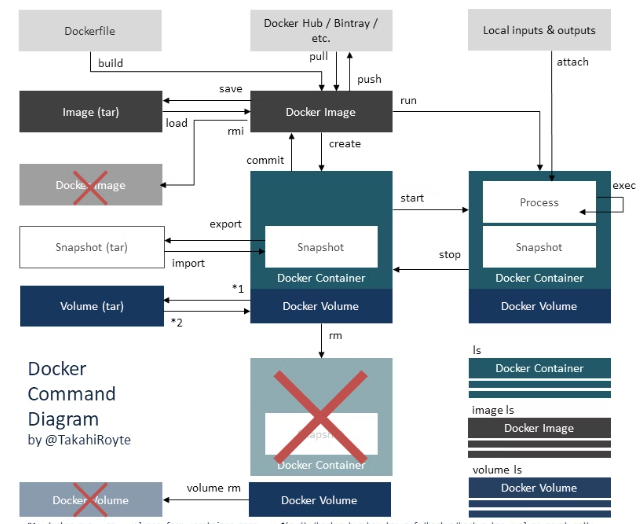 Dockerfile
Docker Hub / Bintray /
etc.
Local inputs & outputs
build
pull
push
attach
Image (tar)
save
load
Docker Image
run
rmi
create
commit
Docker Image
Process
exec
start
export
Snapshot (tar)
Snapshot
Snapshot
import
stop
Docker Container
Docker Container
*1
Volume (tar)
Docker Volume
Docker Volume
*2
rm
Docker
Command
Diagram
by @TakahiRoyte
ls
Docker Container
image ls
Docker Image
Snapshot
Docker Container
volume ls
Docker Volume
volume rm
Docker Volume
Docker Volume